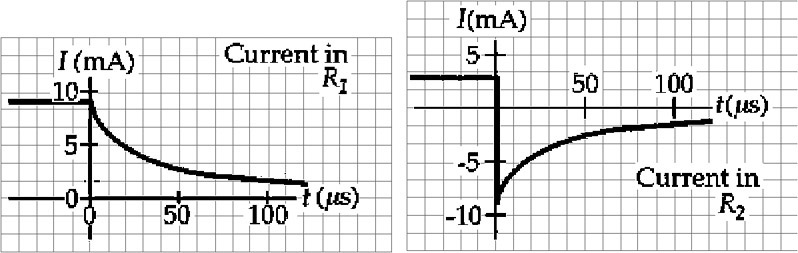 I (mA)
Current in
R1
10
5
0
0
50
100
t (μs)
I(mA)
5
50
100
t(μs)
-5
-10
Current in
R2